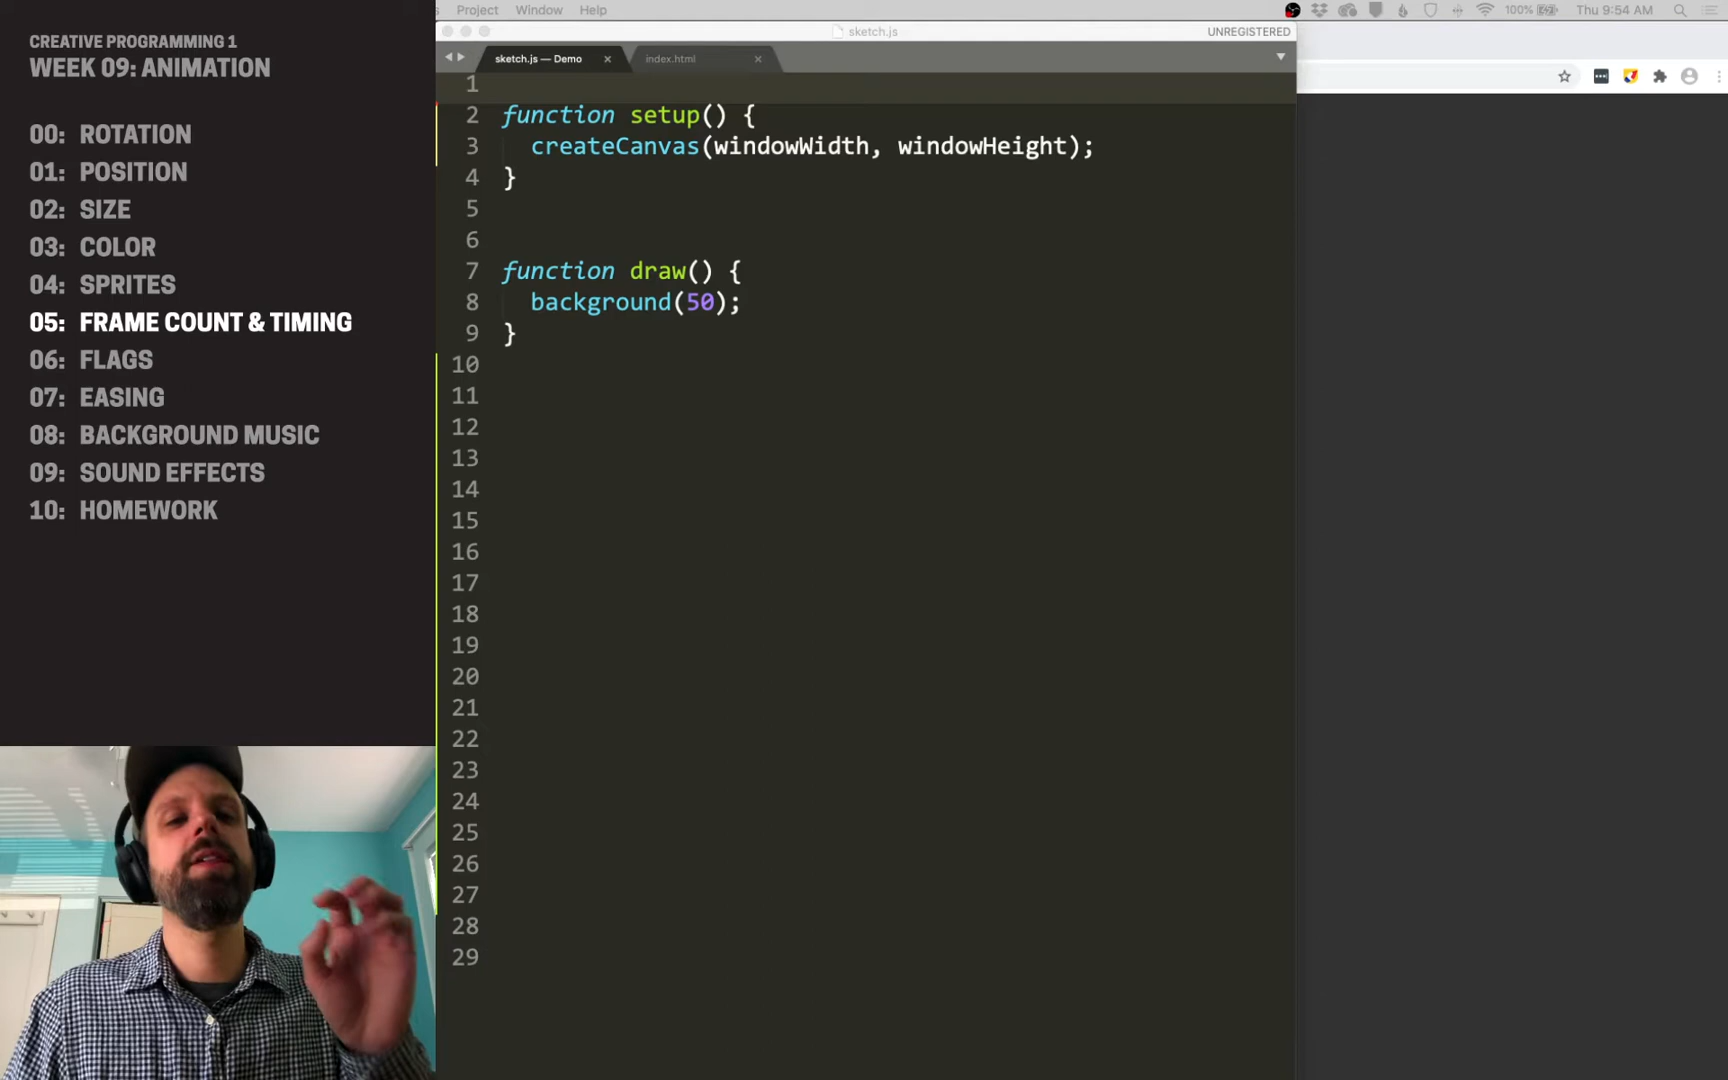 CREATIVE PROGRAMMING 1
WEEK 09: ANIMATION
00: ROTATION
01: POSITION
02: SIZE
03: COLOR
04: SPRITES
05: FRAME COUNT & TIMING
06: FLAGS
07: EASING
08: BACKGROUND MUSIC
09: SOUND EFFECTS
10: HOMEWORK
Project Window Help
100% Thu 9:54 AM
sketch.js UNREGISTERED
sketch.js — Demo index.html
1
2 function setup() {
3 createCanvas(windowWidth, windowHeight);
4 }
5
6
7 function draw() {
8 background(50);
9 }
10
11
12
13
14
15
16
17
18
19
20
21
22
23
24
25
26
27
28
29